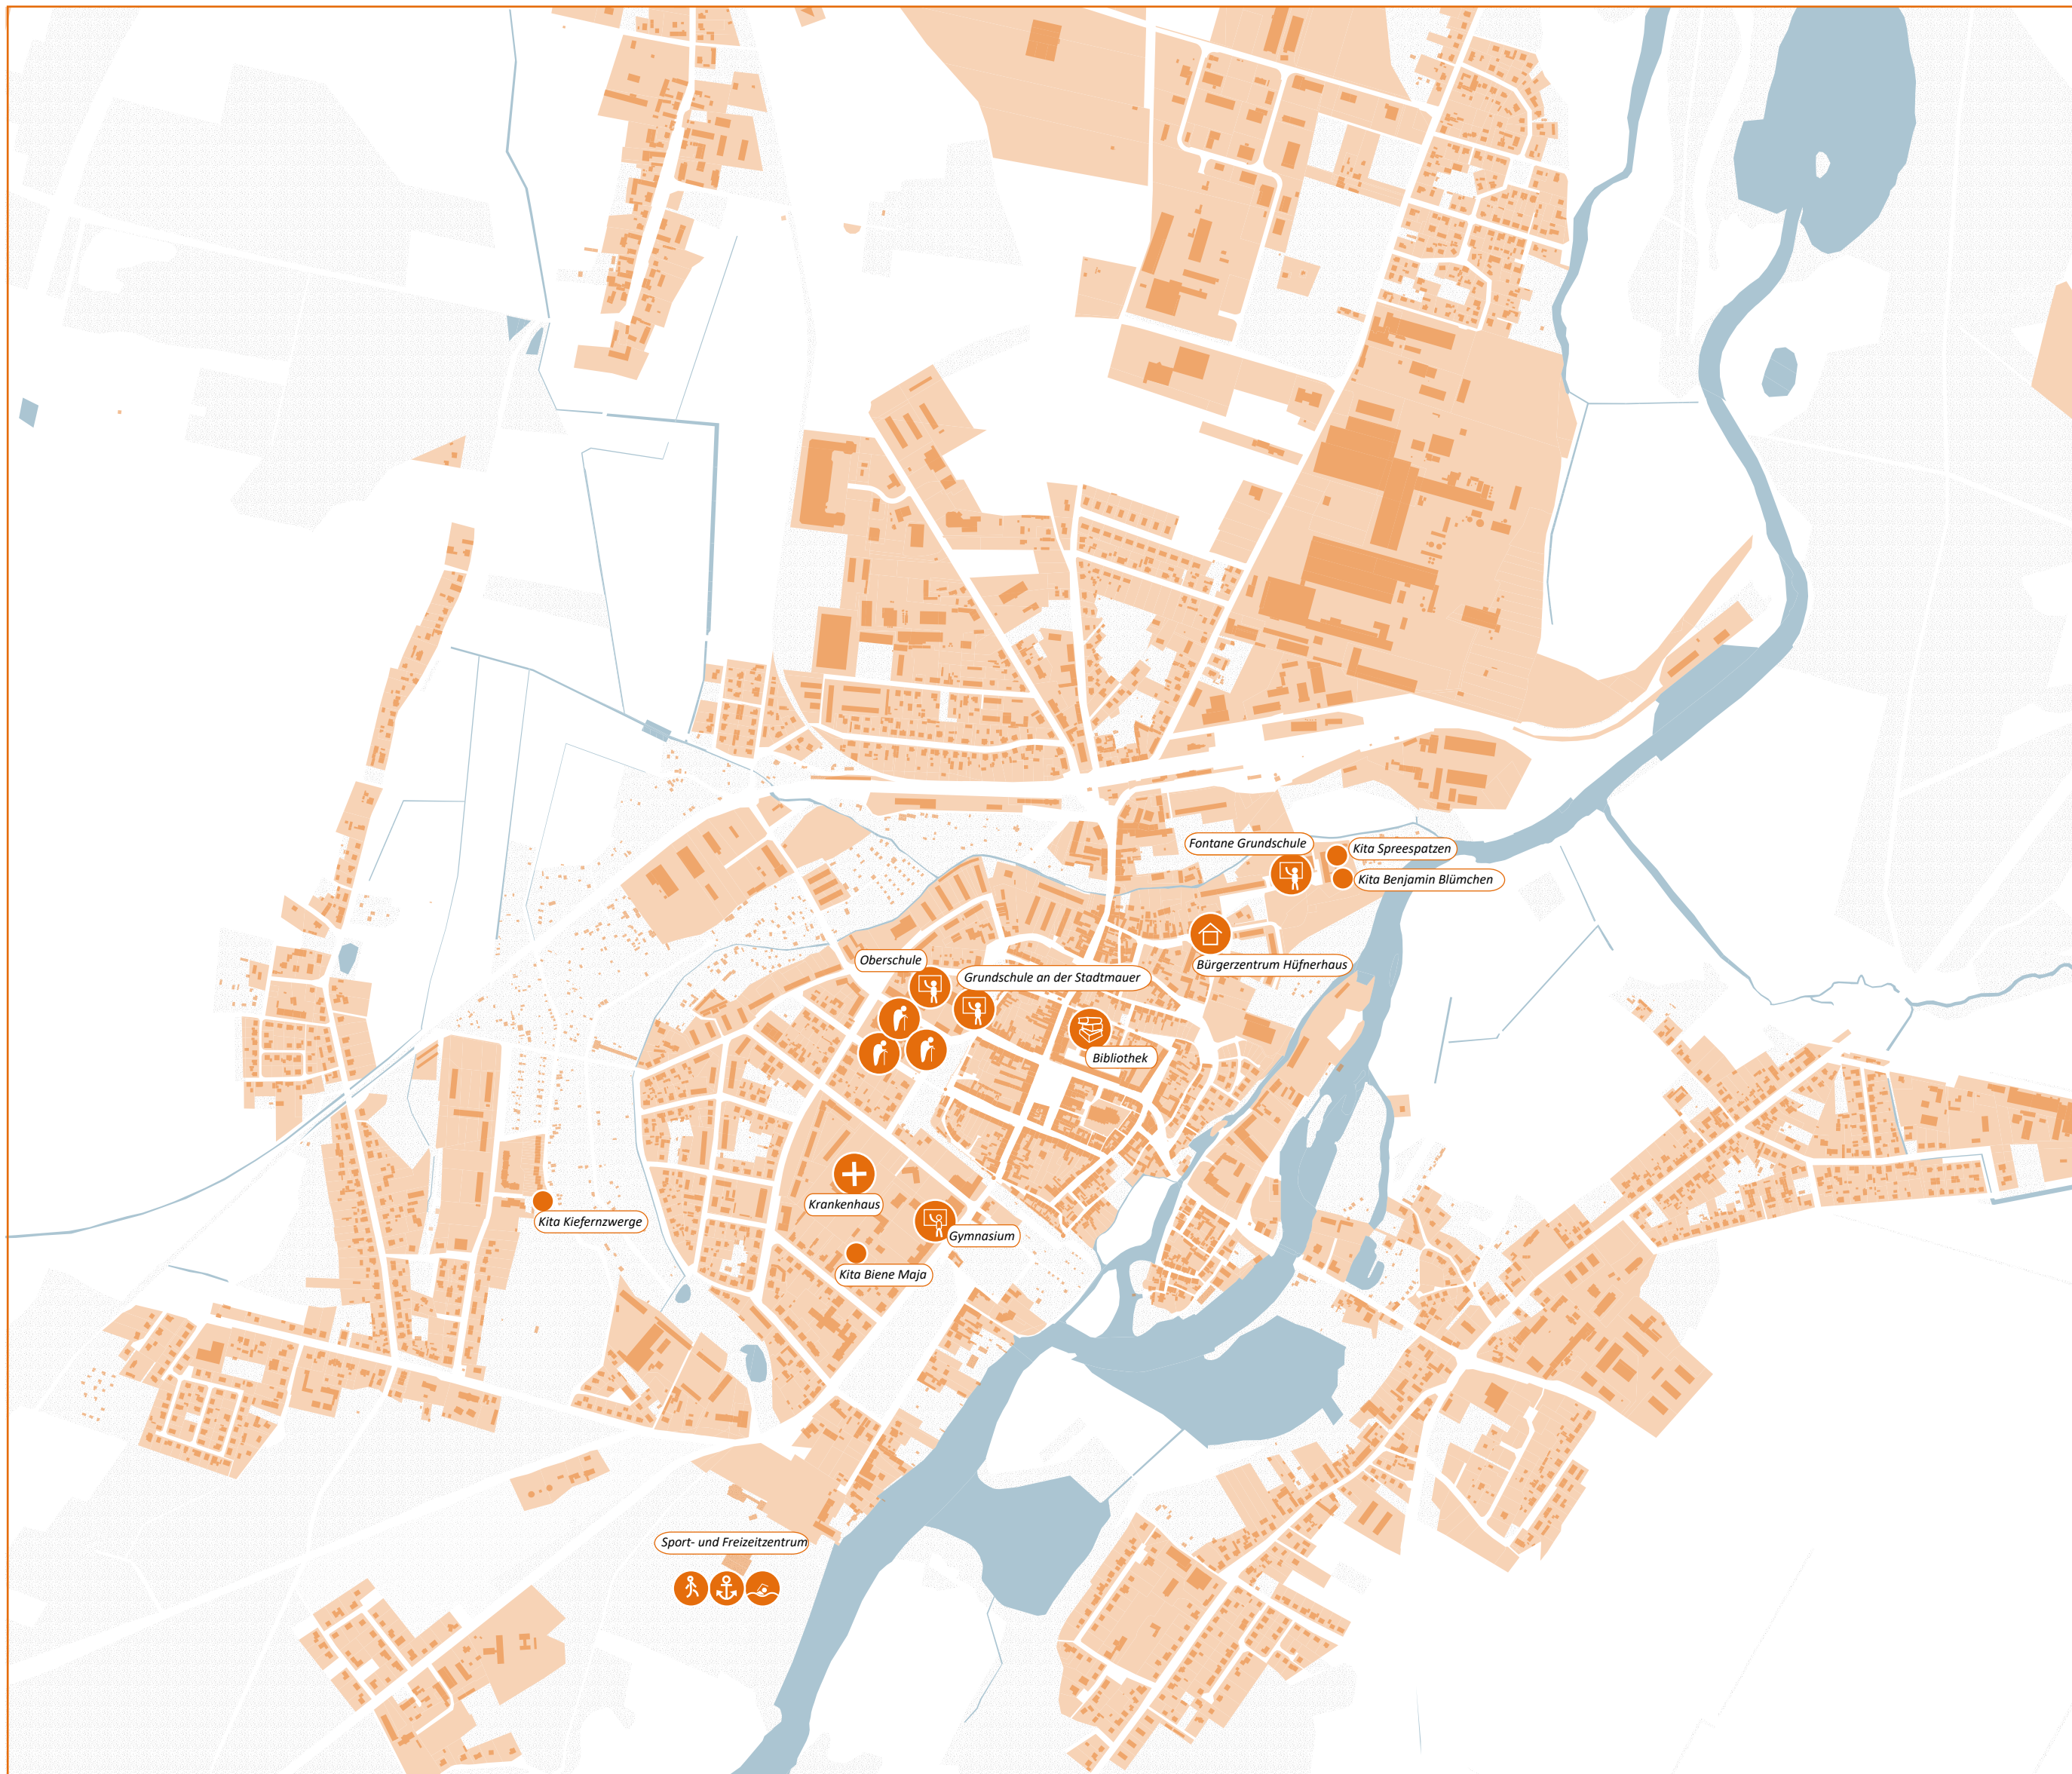 Fontane Grundschule
Kita Spreespatzen
Kita Benjamin Blümchen
Oberschule
Bürgerzentrum Hüfnerhaus
Grundschule an der Stadtmauer
Bibliothek
Krankenhaus
Kita Kiefernzwerge
Gymnasium
Kita Biene Maja
Sport- und Freizeitzentrum